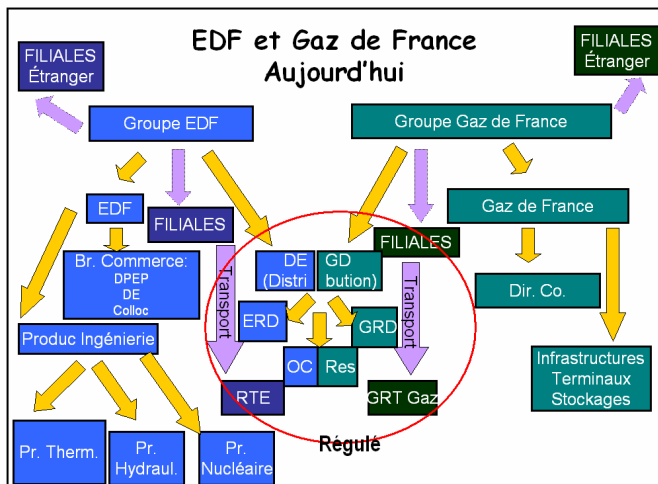 EDF et Gaz de France
Aujourd'hui
FILIALES
Étranger
FILIALES
Étranger
Groupe EDF
Groupe Gaz de France
EDF
FILIALES
Gaz de France
Br. Commerce:
DPEP
DE
Colloc
DE
(Distri
GD
bution)
FILIALES
Transport
Transport
Dir. Co.
Produc Ingénierie
ERD
GRD
OC
Res
Infrastructures
Terminaux
Stockages
RTE
GRT Gaz
Régulé
Pr. Therm.
Pr.
Hydraul.
Pr.
Nucléaire